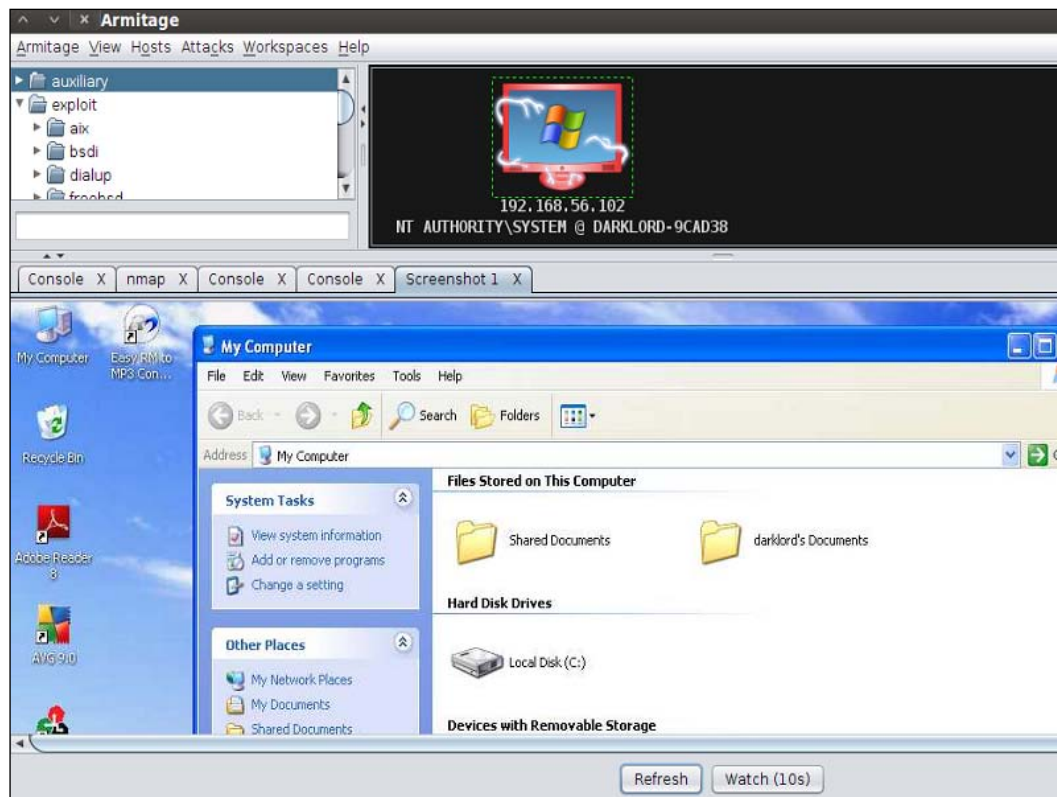 Armitage
Armitage View Hosts Attacks Workspaces Help
auxiliary
exploit
aix
bsdi
dialup
freebsd
192.168.56.102
NT AUTHORITY\SYSTEM @ DARKLORD-9CAD38
Console X nmap X Console X Console X Screenshot 1 X
My Computer
Easy RM to
MP3 Con...
Recycle Bin
Adobe Reader
8
AVG 9.0
My Computer
File Edit View Favorites Tools Help
Back Search Folders
Address My Computer
System Tasks
View system information
Add or remove programs
Change a setting
Other Places
My Network Places
My Documents
Shared Documents
Files Stored on This Computer
Shared Documents darklord's Documents
Hard Disk Drives
Local Disk (C:)
Devices with Removable Storage
Refresh Watch (10s)